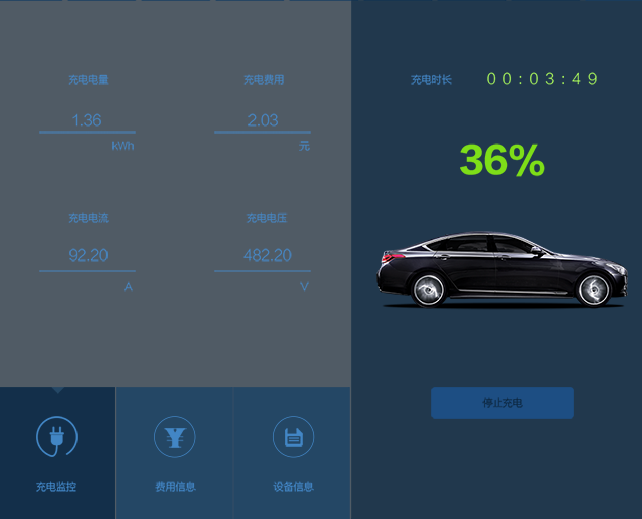 充电电量
1.36
kWh
充电费用
2.03
元
充电电流
92.20
A
充电电压
482.20
V
充电监控
费用信息
设备信息
充电时长
00:03:49
36%
停止充电